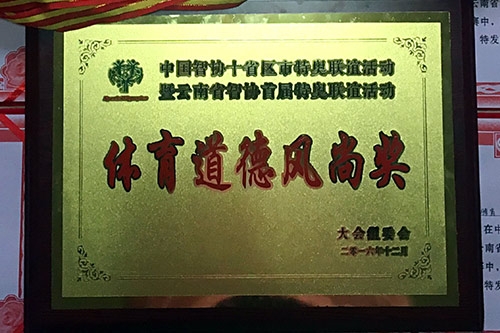 中国智协十省区市特奥联谊活动
暨云南省智协首届特奥联谊活动
体育道德风尚奖
大会组委会
二〇一六年十二月